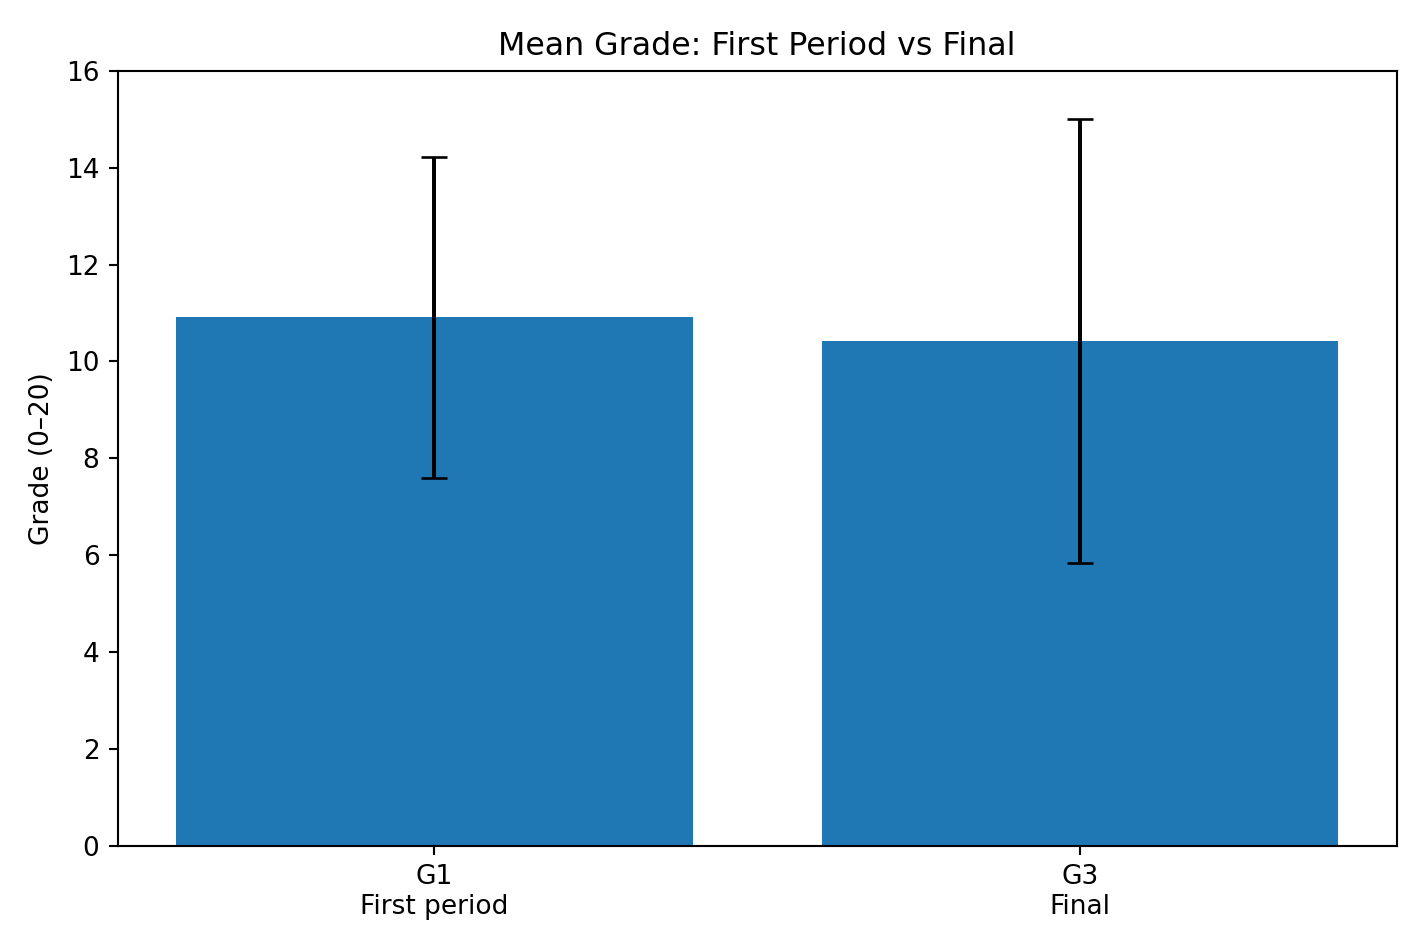 Mean Grade: First Period vs Final
16
14
12
10
8
6
4
2
0
Grade (0–20)
G1
First period
G3
Final